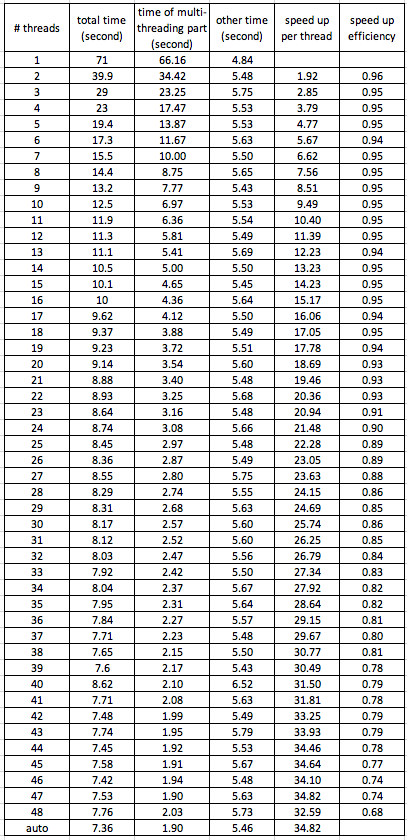 # threads total time (second) time of multi-threading part (second) other time (second) speed up per thread speed up efficiency
1 71 66.16 4.84
2 39.9 34.42 5.48 1.92 0.96
3 29 23.25 5.75 2.85 0.95
4 23 17.47 5.53 3.79 0.95
5 19.4 13.87 5.53 4.77 0.95
6 17.3 11.67 5.63 5.67 0.94
7 15.5 10.00 5.50 6.62 0.95
8 14.4 8.75 5.65 7.56 0.95
9 13.2 7.77 5.43 8.51 0.95
10 12.5 6.97 5.53 9.49 0.95
11 11.9 6.36 5.54 10.40 0.95
12 11.3 5.81 5.49 11.39 0.95
13 11.1 5.41 5.69 12.23 0.94
14 10.5 5.00 5.50 13.23 0.95
15 10.1 4.65 5.45 14.23 0.95
16 10 4.36 5.64 15.17 0.95
17 9.62 4.12 5.50 16.06 0.94
18 9.37 3.88 5.49 17.05 0.95
19 9.23 3.72 5.51 17.78 0.94
20 9.14 3.54 5.60 18.69 0.93
21 8.88 3.40 5.48 19.46 0.93
22 8.93 3.25 5.68 20.36 0.93
23 8.64 3.16 5.48 20.94 0.91
24 8.74 3.08 5.66 21.48 0.90
25 8.45 2.97 5.48 22.28 0.89
26 8.36 2.87 5.49 23.05 0.89
27 8.55 2.80 5.75 23.63 0.88
28 8.29 2.74 5.55 24.15 0.86
29 8.31 2.68 5.63 24.69 0.85
30 8.17 2.57 5.60 25.74 0.86
31 8.12 2.52 5.60 26.25 0.85
32 8.03 2.47 5.56 26.79 0.84
33 7.92 2.42 5.50 27.34 0.83
34 8.04 2.37 5.67 27.92 0.82
35 7.95 2.31 5.64 28.64 0.82
36 7.84 2.27 5.57 29.15 0.81
37 7.71 2.23 5.48 29.67 0.80
38 7.65 2.15 5.50 30.77 0.81
39 7.6 2.17 5.43 30.49 0.78
40 8.62 2.10 6.52 31.50 0.79
41 7.71 2.08 5.63 31.81 0.78
42 7.48 1.99 5.49 33.25 0.79
43 7.74 1.95 5.79 33.93 0.79
44 7.45 1.92 5.53 34.46 0.78
45 7.58 1.91 5.67 34.64 0.77
46 7.42 1.94 5.48 34.10 0.74
47 7.53 1.90 5.63 34.82 0.74
48 7.76 2.03 5.73 32.59 0.68
auto 7.36 1.90 5.46 34.82